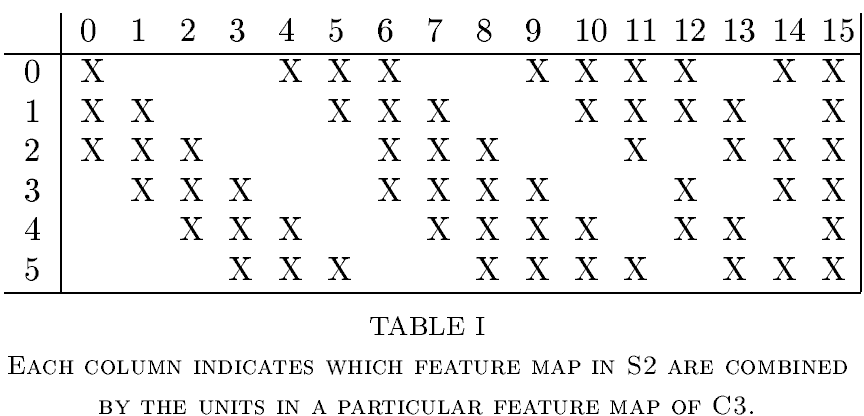 0 1 2 3 4 5 6 7 8 9 10 11 12 13 14 15
0 X X X X X X X X X X
1 X X X X X X X X X X
2 X X X X X X X X X X
3 X X X X X X X X X X
4 X X X X X X X X X X
5 X X X X X X X X X X
TABLE I
Each column indicates which feature map in S2 are combined
by the units in a particular feature map of C3.